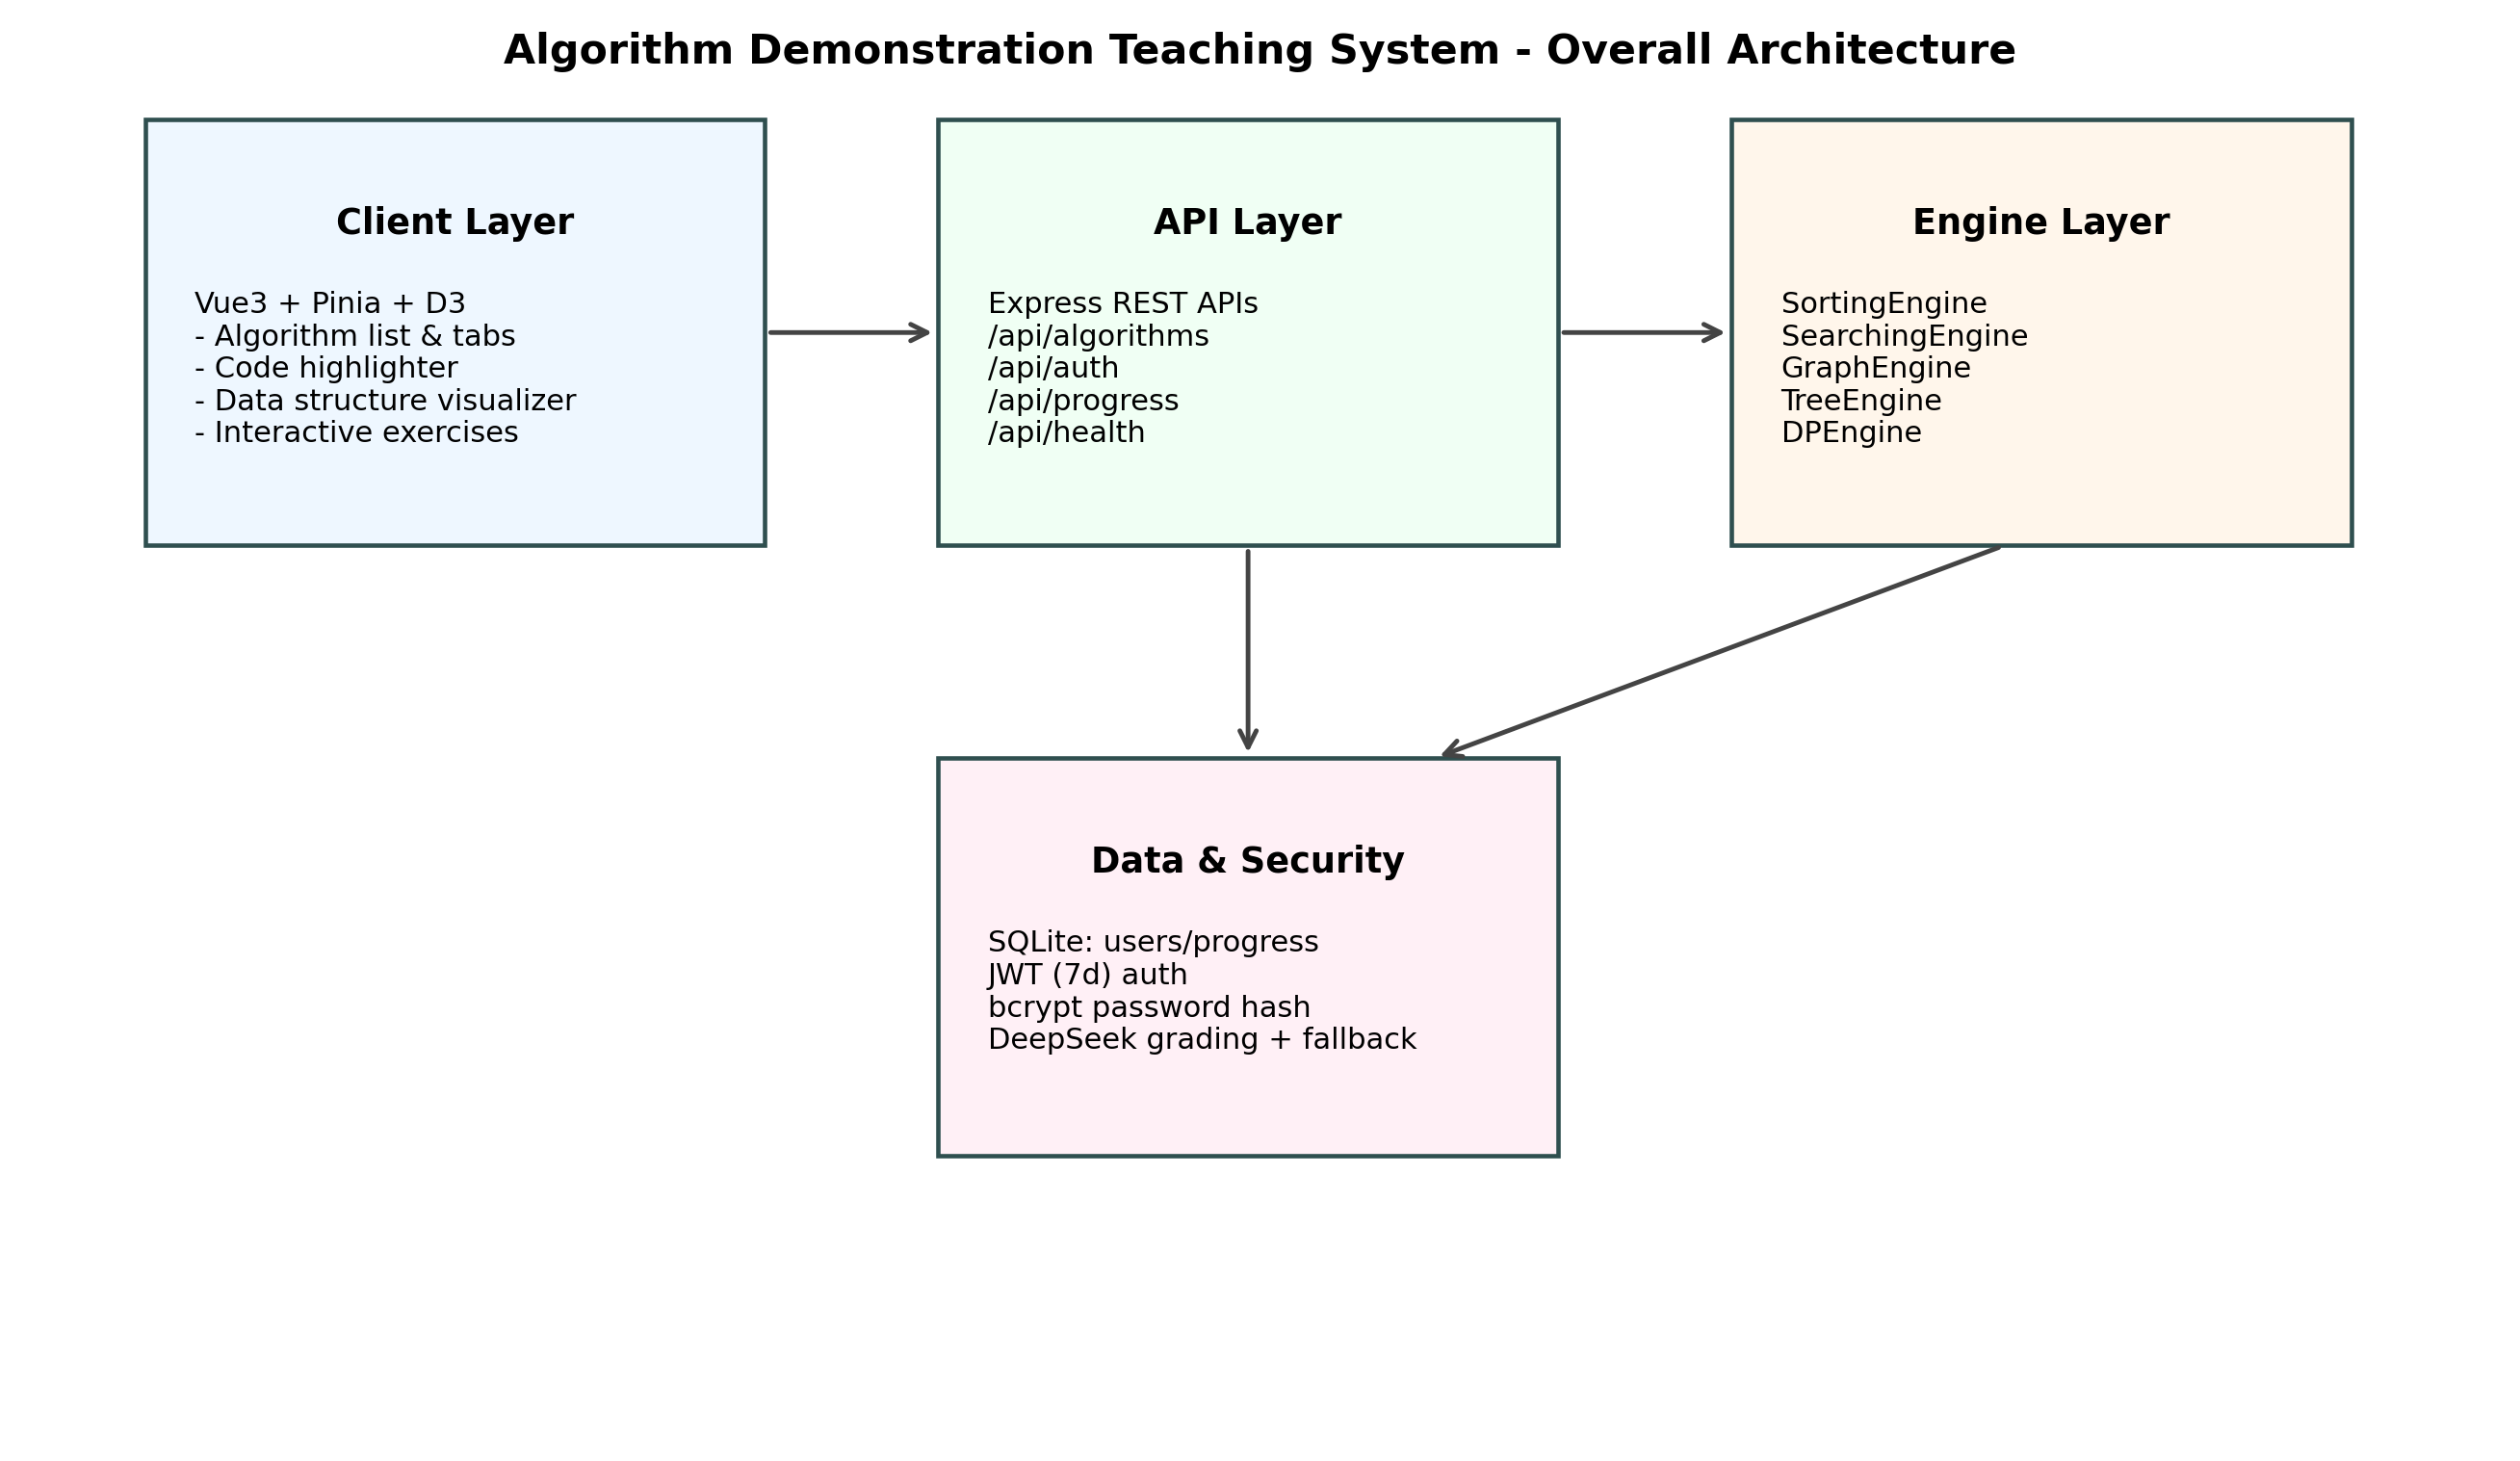 Algorithm Demonstration Teaching System - Overall Architecture
Client Layer
Vue3 + Pinia + D3
- Algorithm list & tabs
- Code highlighter
- Data structure visualizer
- Interactive exercises
API Layer
Express REST APIs
/api/algorithms
/api/auth
/api/progress
/api/health
Engine Layer
SortingEngine
SearchingEngine
GraphEngine
TreeEngine
DPEngine
Data & Security
SQLite: users/progress
JWT (7d) auth
bcrypt password hash
DeepSeek grading + fallback